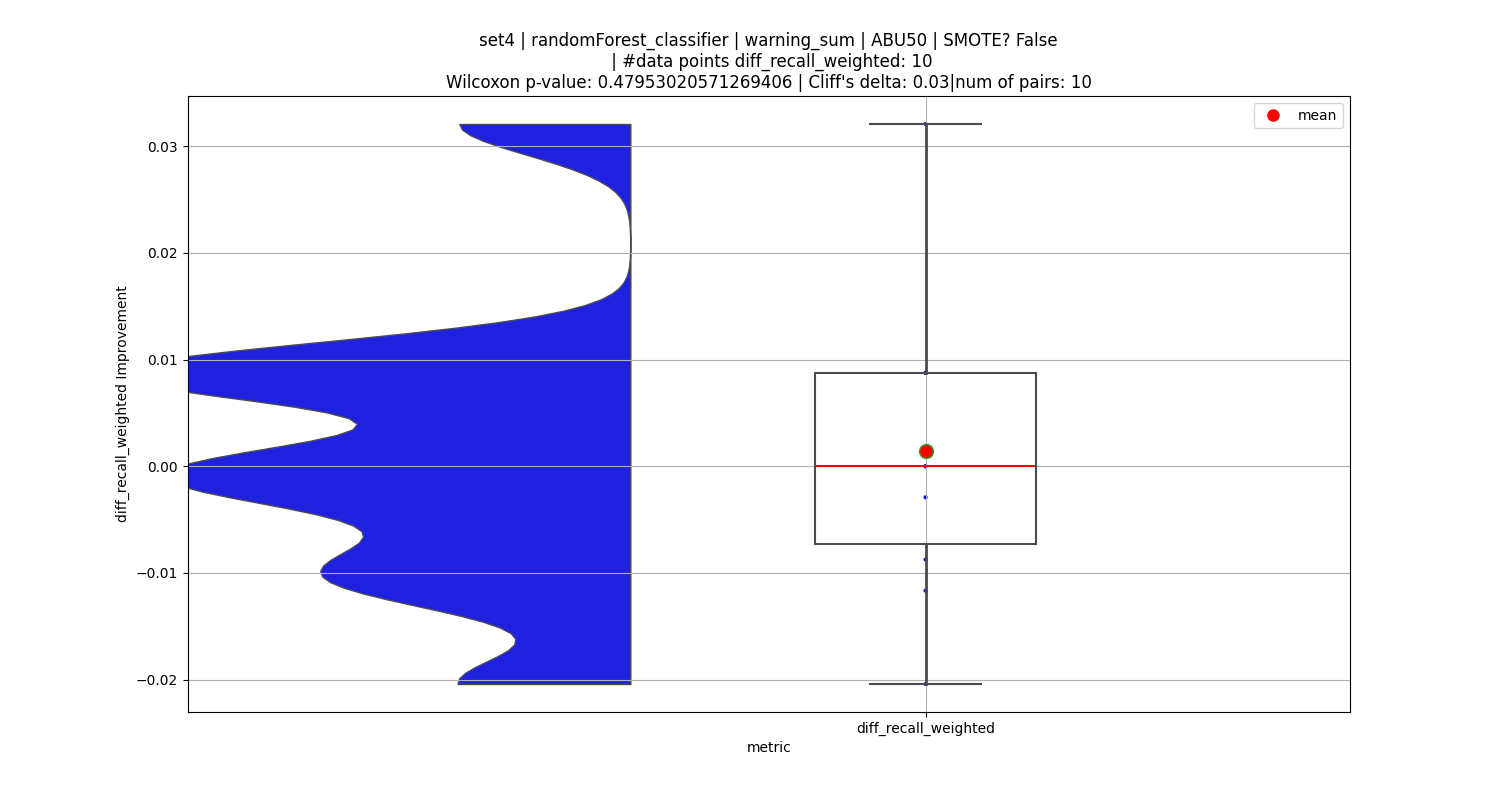 set4 | randomForest_classifier | warning_sum | ABU50 | SMOTE? False
| #data points diff_recall_weighted: 10
Wilcoxon p-value: 0.47953020571269406 | Cliff's delta: 0.03|num of pairs: 10
mean
0.03
0.02
0.01
0.00
−0.01
−0.02
diff_recall_weighted Improvement
diff_recall_weighted
metric